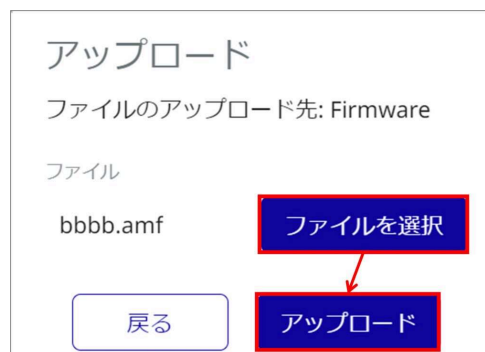 アップロード
ファイルのアップロード先: Firmware
ファイル
bbbb.amf
ファイルを選択
戻る
アップロード